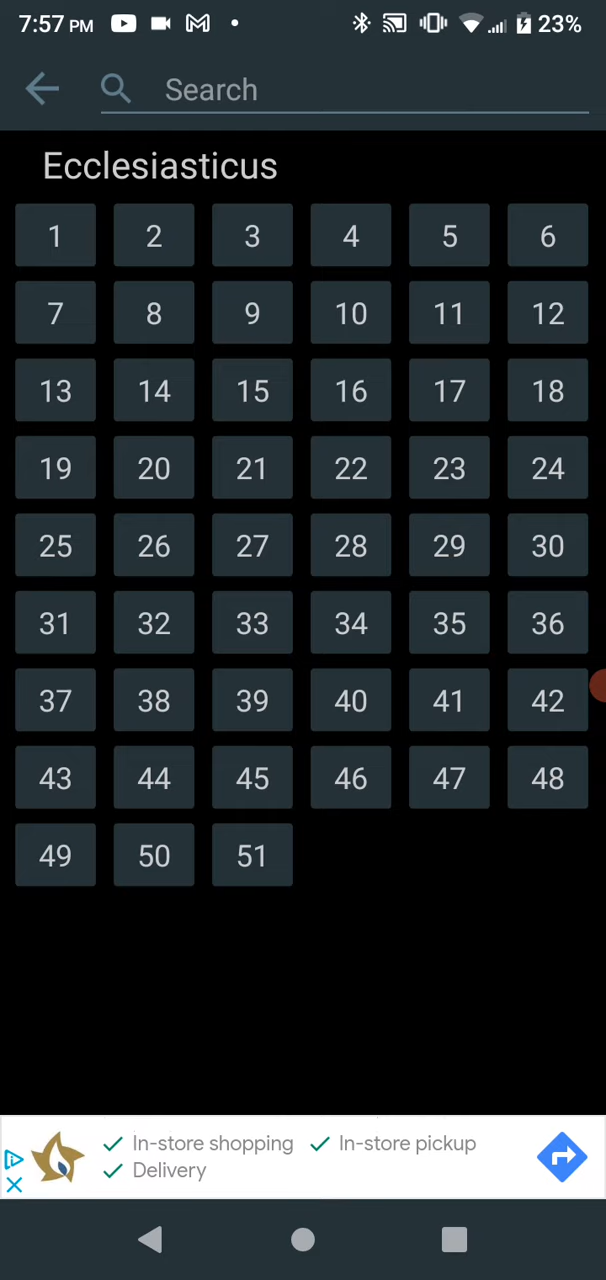 7:57 PM 23%
Search
Ecclesiasticus
1 2 3 4 5 6
7 8 9 10 11 12
13 14 15 16 17 18
19 20 21 22 23 24
25 26 27 28 29 30
31 32 33 34 35 36
37 38 39 40 41 42
43 44 45 46 47 48
49 50 51
In-store shopping In-store pickup
Delivery